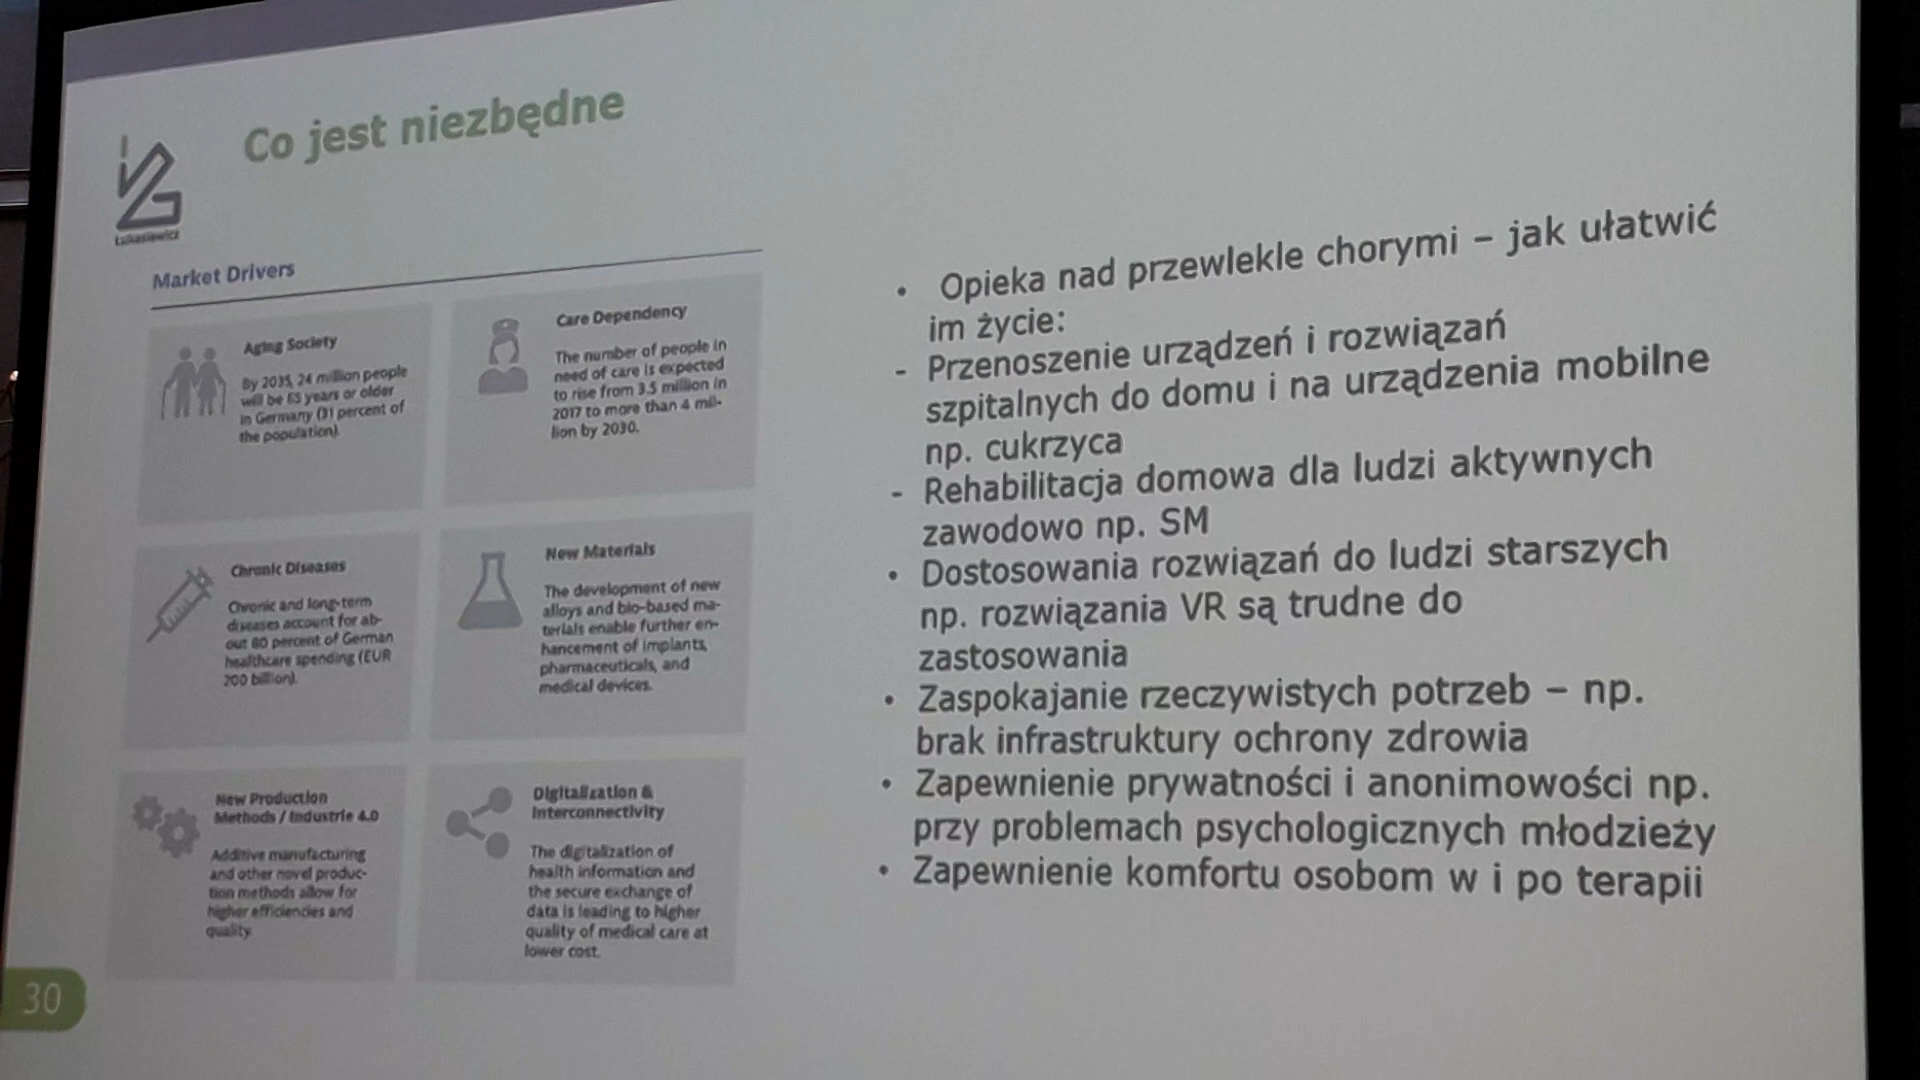 Co jest niezbędne
Łukasiewicz
Market Drivers
Aging Society
By 2035, 24 million people
will be 65 years or older
in Germany (31 percent of
the population).
Care Dependency
The number of people in
need of care is expected
to rise from 3.5 million in
2017 to more than 4 mil-
lion by 2030.
Chronic Diseases
Chronic and long-term
diseases account for ab-
out 80 percent of German
healthcare spending (EUR
200 billion).
New Materials
The development of new
alloys and bio-based ma-
terials enable further en-
hancement of implants,
pharmaceuticals, and
medical devices.
New Production
Methods / Industrie 4.0
Additive manufacturing
and other novel produc-
tion methods allow for
higher efficiencies and
quality.
Digitalization &
Interconnectivity
The digitalization of
health information and
the secure exchange of
data is leading to higher
quality of medical care at
lower cost.
• Opieka nad przewlekle chorymi – jak ułatwić
im życie:
- Przenoszenie urządzeń i rozwiązań
szpitalnych do domu i na urządzenia mobilne
np. cukrzyca
- Rehabilitacja domowa dla ludzi aktywnych
zawodowo np. SM
• Dostosowania rozwiązań do ludzi starszych
np. rozwiązania VR są trudne do
zastosowania
• Zaspokajanie rzeczywistych potrzeb – np.
brak infrastruktury ochrony zdrowia
• Zapewnienie prywatności i anonimowości np.
przy problemach psychologicznych młodzieży
• Zapewnienie komfortu osobom w i po terapii
30